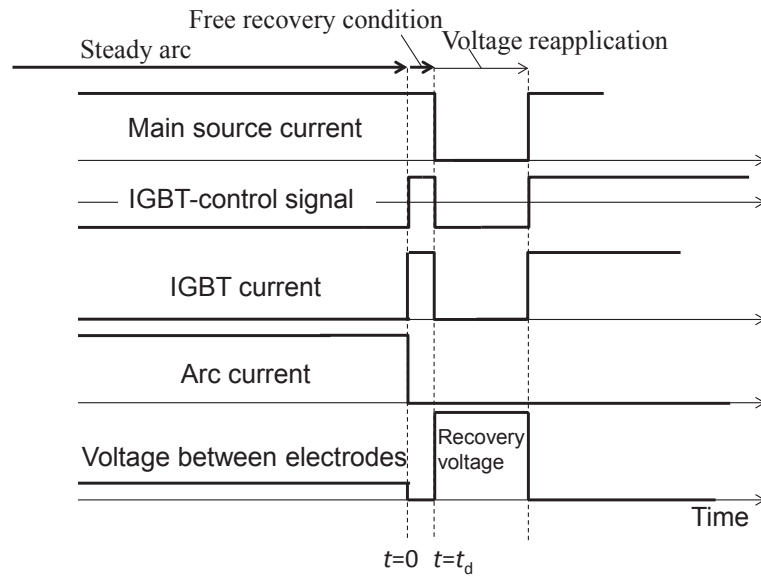 Free recovery condition
Steady arc
Voltage reapplication
Main source current
IGBT-control signal
IGBT current
Arc current
Voltage between electrodes
Recovery
voltage
Time
t=0 t=td